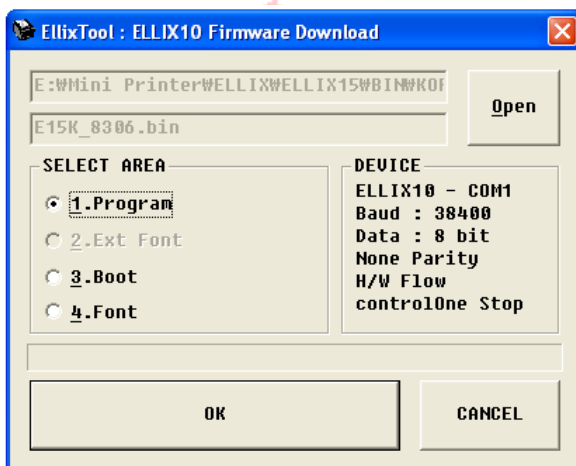 EllixTool : ELLIX10 Firmware Download
E:₩Mini Printer₩ELLIX₩ELLIX15₩BIN₩KOR
Open
E15K_8306.bin
SELECT AREA
1.Program
2.Ext Font
3.Boot
4.Font
DEVICE
ELLIX10 - COM1
Baud : 38400
Data : 8 bit
None Parity
H/W Flow
controlOne Stop
OK
CANCEL